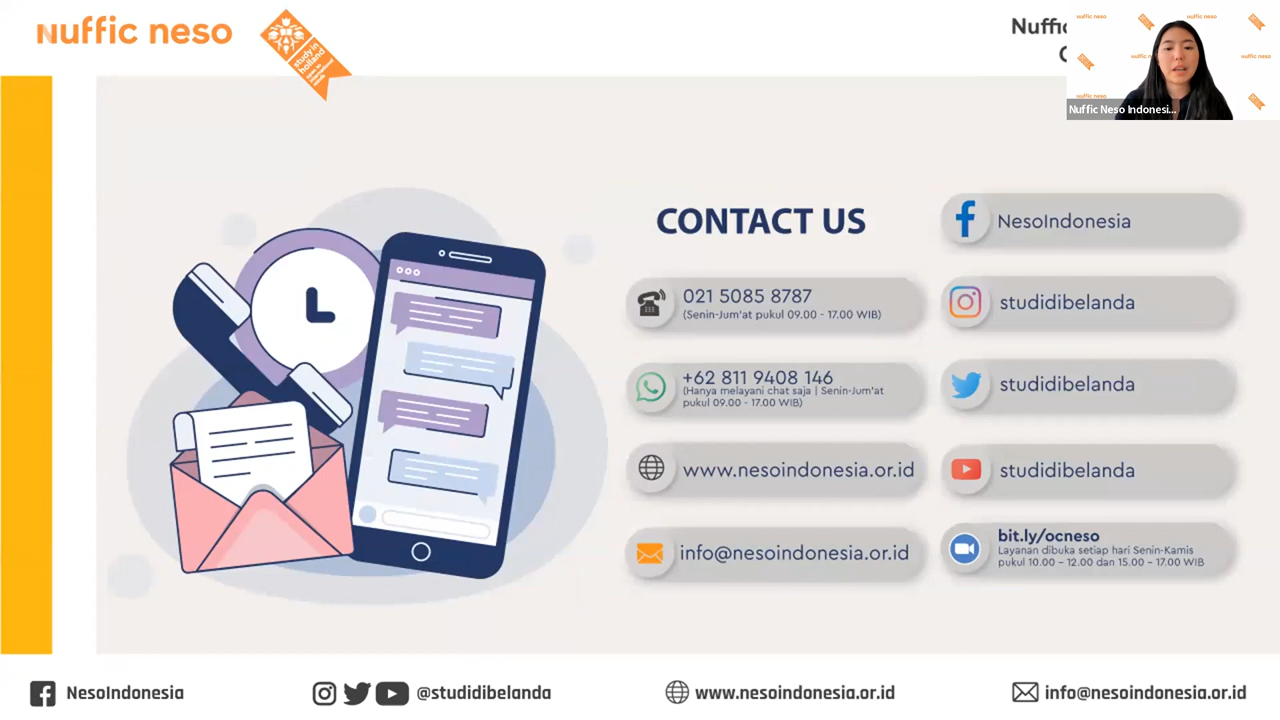 Nuffic neso
study in
holland
Nuffic
Nuffic Neso Indonesi...
CONTACT US
021 5085 8787
(Senin-Jum'at pukul 09.00 - 17.00 WIB)
+62 811 9408 146
(Hanya melayani chat saja | Senin-Jum'at
pukul 09.00 - 17.00 WIB)
www.nesoindonesia.or.id
info@nesoindonesia.or.id
NesoIndonesia
studidibelanda
studidibelanda
studidibelanda
bit.ly/ocneso
Layanan dibuka setiap hari Senin-Kamis
pukul 10.00 – 12.00 dan 15.00 – 17.00 WIB
NesoIndonesia
@studidibelanda
www.nesoindonesia.or.id
info@nesoindonesia.or.id